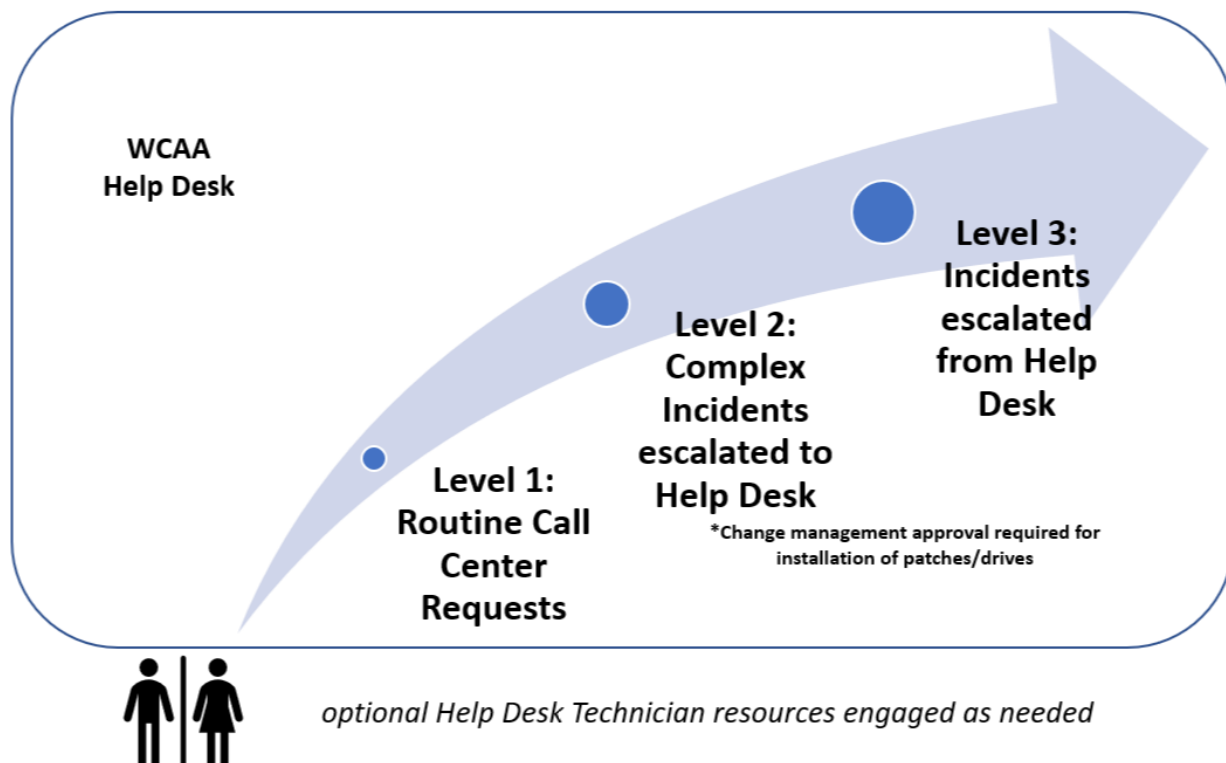 WCAA
Help Desk
Level 1:
Routine Call
Center
Requests
Level 2:
Complex
Incidents
escalated to
Help Desk
*Change management approval required for
installation of patches/drives
Level 3:
Incidents
escalated
from Help
Desk
optional Help Desk Technician resources engaged as needed